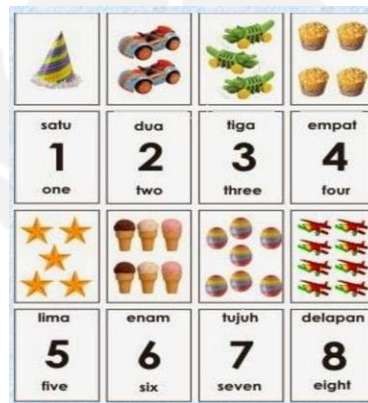 satu dua tiga empat
1 2 3 4
one two three four
lima enam tujuh delapan
5 6 7 8
five six seven eight